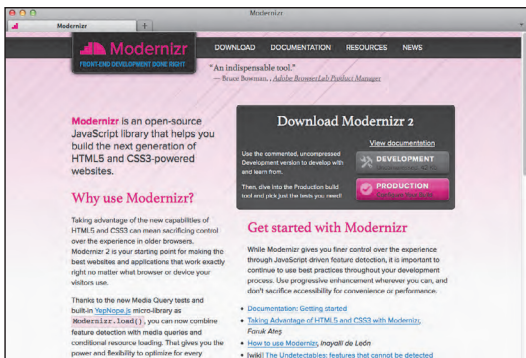 Modernizr
Modernizr
Modernizr
FRONT-END DEVELOPMENT DONE RIGHT
DOWNLOAD DOCUMENTATION RESOURCES NEWS
"An indispensable tool."
— Bruce Bowman, , Adobe BrowserLab Product Manager
Modernizr is an open-source
JavaScript library that helps you
build the next generation of
HTML5 and CSS3-powered
websites.
Why use Modernizr?
Taking advantage of the new capabilities of
HTML5 and CSS3 can mean sacrificing control
over the experience in older browsers.
Modernizr 2 is your starting point for making the
best websites and applications that work exactly
right no matter what browser or device your
visitors use.
Thanks to the new Media Query tests and
built-in YepNope.js micro-library as
Modernizr.load(), you can now combine
feature detection with media queries and
conditional resource loading. That gives you the
power and flexibility to optimize for every
Download Modernizr 2
View documentation
Use the commented, uncompressed
Development version to develop with
and learn from.
DEVELOPMENT
Then, dive into the Production build
tool and pick just the tests you need!
PRODUCTION
Get started with Modernizr
While Modernizr gives you finer control over the experience
through JavaScript-driven feature detection, it is important to
continue to use best practices throughout your development
process. Use progressive enhancement wherever you can, and
don't sacrifice accessibility for convenience or performance.
• Documentation: Getting started
• Taking Advantage of HTML5 and CSS3 with Modernizr,
Faruk Ateş
• How to use Modernizr, Inayaili de León
• [wiki] The Undetectables: features that cannot be detected